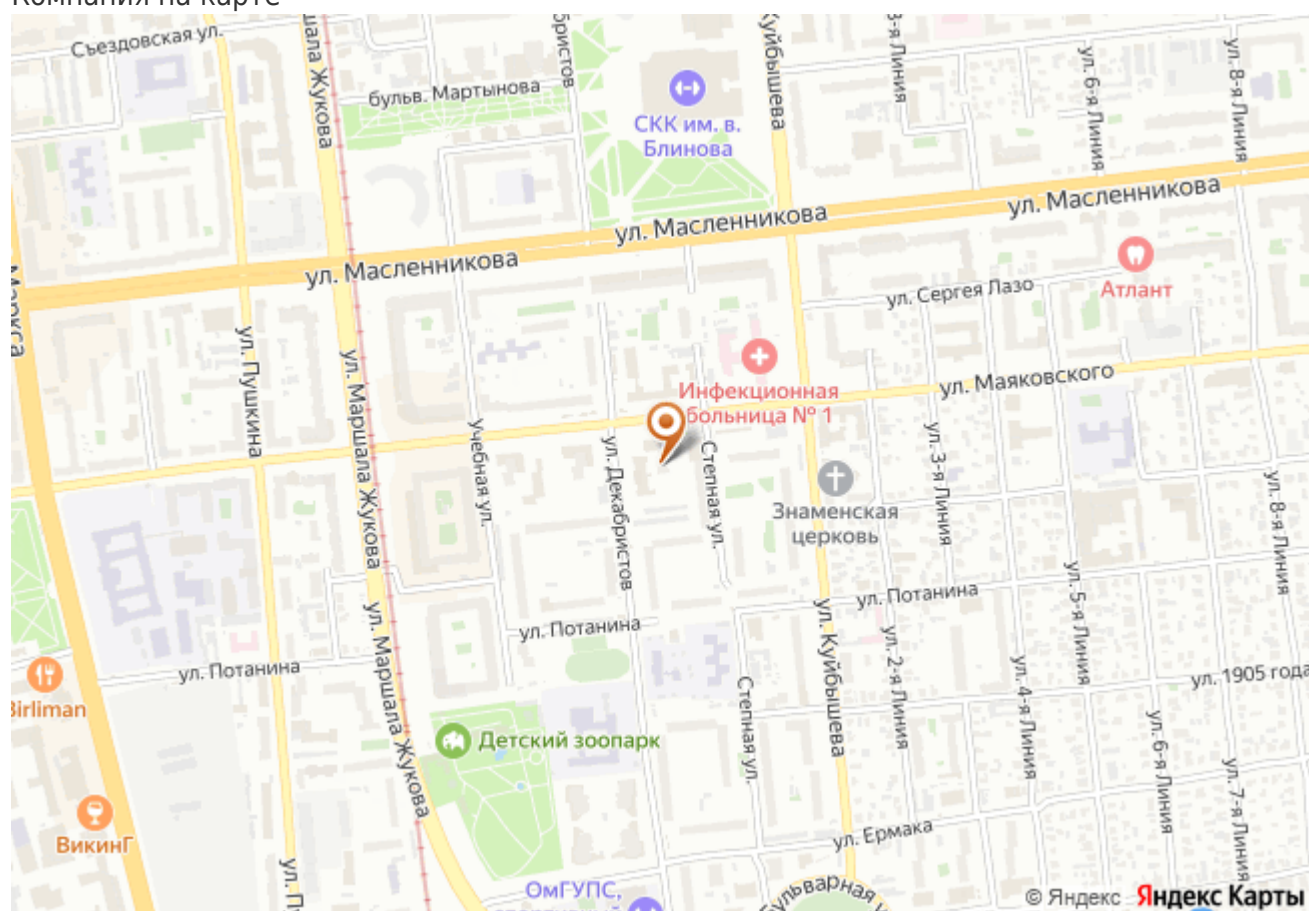 Компания на карте
Съездовская ул.
шала Жукова
бристов
Куйбышева
3-я Линия
ул. 6-я Линия
ул. 8-я Линия
бульв. Мартынова
СКК им. в.
Блинова
ул. Масленникова
ул. Масленникова
ул. Масленникова
Маркса
ул. Сергея Лазо
Атлант
ул. Пушкина
ул. Маршала Жукова
Инфекционная
больница № 1
ул. Маяковского
Учебная ул.
ул. Декабристов
Степная ул.
ул. 3-я Линия
ул. 8-я Линия
Знаменская
церковь
ул. Потанина
ул. 5-я Линия
ул. Потанина
ул. Потанина
ул. Маршала Жукова
ул. Куйбышева
ул. 2-я Линия
ул. 4-я Линия
ул. 1905 года
Birliman
Степная ул.
Детский зоопарк
ул. 6-я Линия
ул. 7-я Линия
ВикинГ
ул. Ермака
ул. П
ОмГУПС,
спортивный
Бульварная
© Яндекс Яндекс Карты